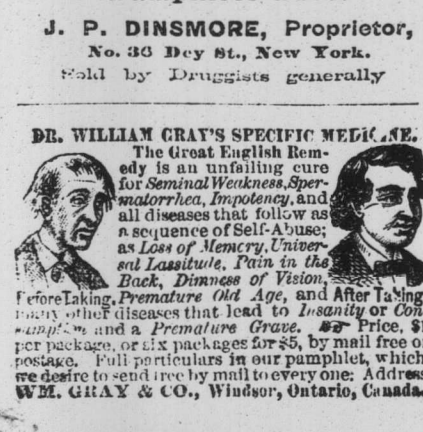 J. P. DINSMORE, Proprietor,
No. 36 Dey St., New York.
Sold by Druggists generally
DR. WILLIAM GRAY'S SPECIFIC MEDICINE.
The Great English Rem-
edy is an unfailing cure
for Seminal Weakness, Sper-
matorrhea, Impotency, and
all diseases that follow as
a sequence of Self-Abuse;
as Loss of Memory, Univer-
sal Lassitude, Pain in the
Back, Dimness of Vision,
Before Taking, Premature Old Age, and After Taking
many other diseases that lead to Insanity or Con
sumption and a Premature Grave. Price, $1
per package, or six packages for $5, by mail free o
postage. Full particulars in our pamphlet, which
we desire to send free by mail to every one. Address
WM. GRAY & CO., Windsor, Ontario, Canada.